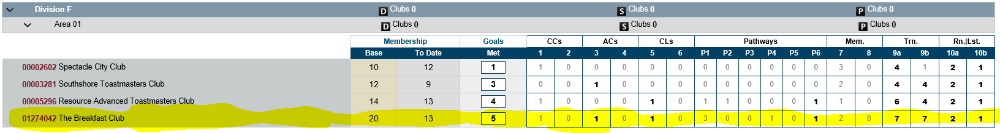 Division F D Clubs 0 S Clubs 0 P Clubs 0
Area 01 D Clubs 0 S Clubs 0 P Clubs 0
Membership Goals CCs ACs CLs Pathways Mem. Trn. Rn.|Lst.
Base To Date Met 1 2 3 4 5 6 P1 P2 P3 P4 P5 P6 7 8 9a 9b 10a 10b
00002602 Spectacle City Club 10 12 1 1 0 0 0 0 0 0 0 0 0 0 0 3 0 4 1 2 1
00003281 Southshore Toastmasters Club 12 9 3 0 0 1 0 0 0 0 0 0 0 0 0 2 0 4 4 2 1
00005296 Resource Advanced Toastmasters Club 14 13 4 1 0 0 0 1 0 1 1 0 0 0 1 1 0 6 4 2 1
01274042 The Breakfast Club 20 13 5 1 0 1 0 1 0 3 0 0 1 0 1 2 0 7 7 2 1